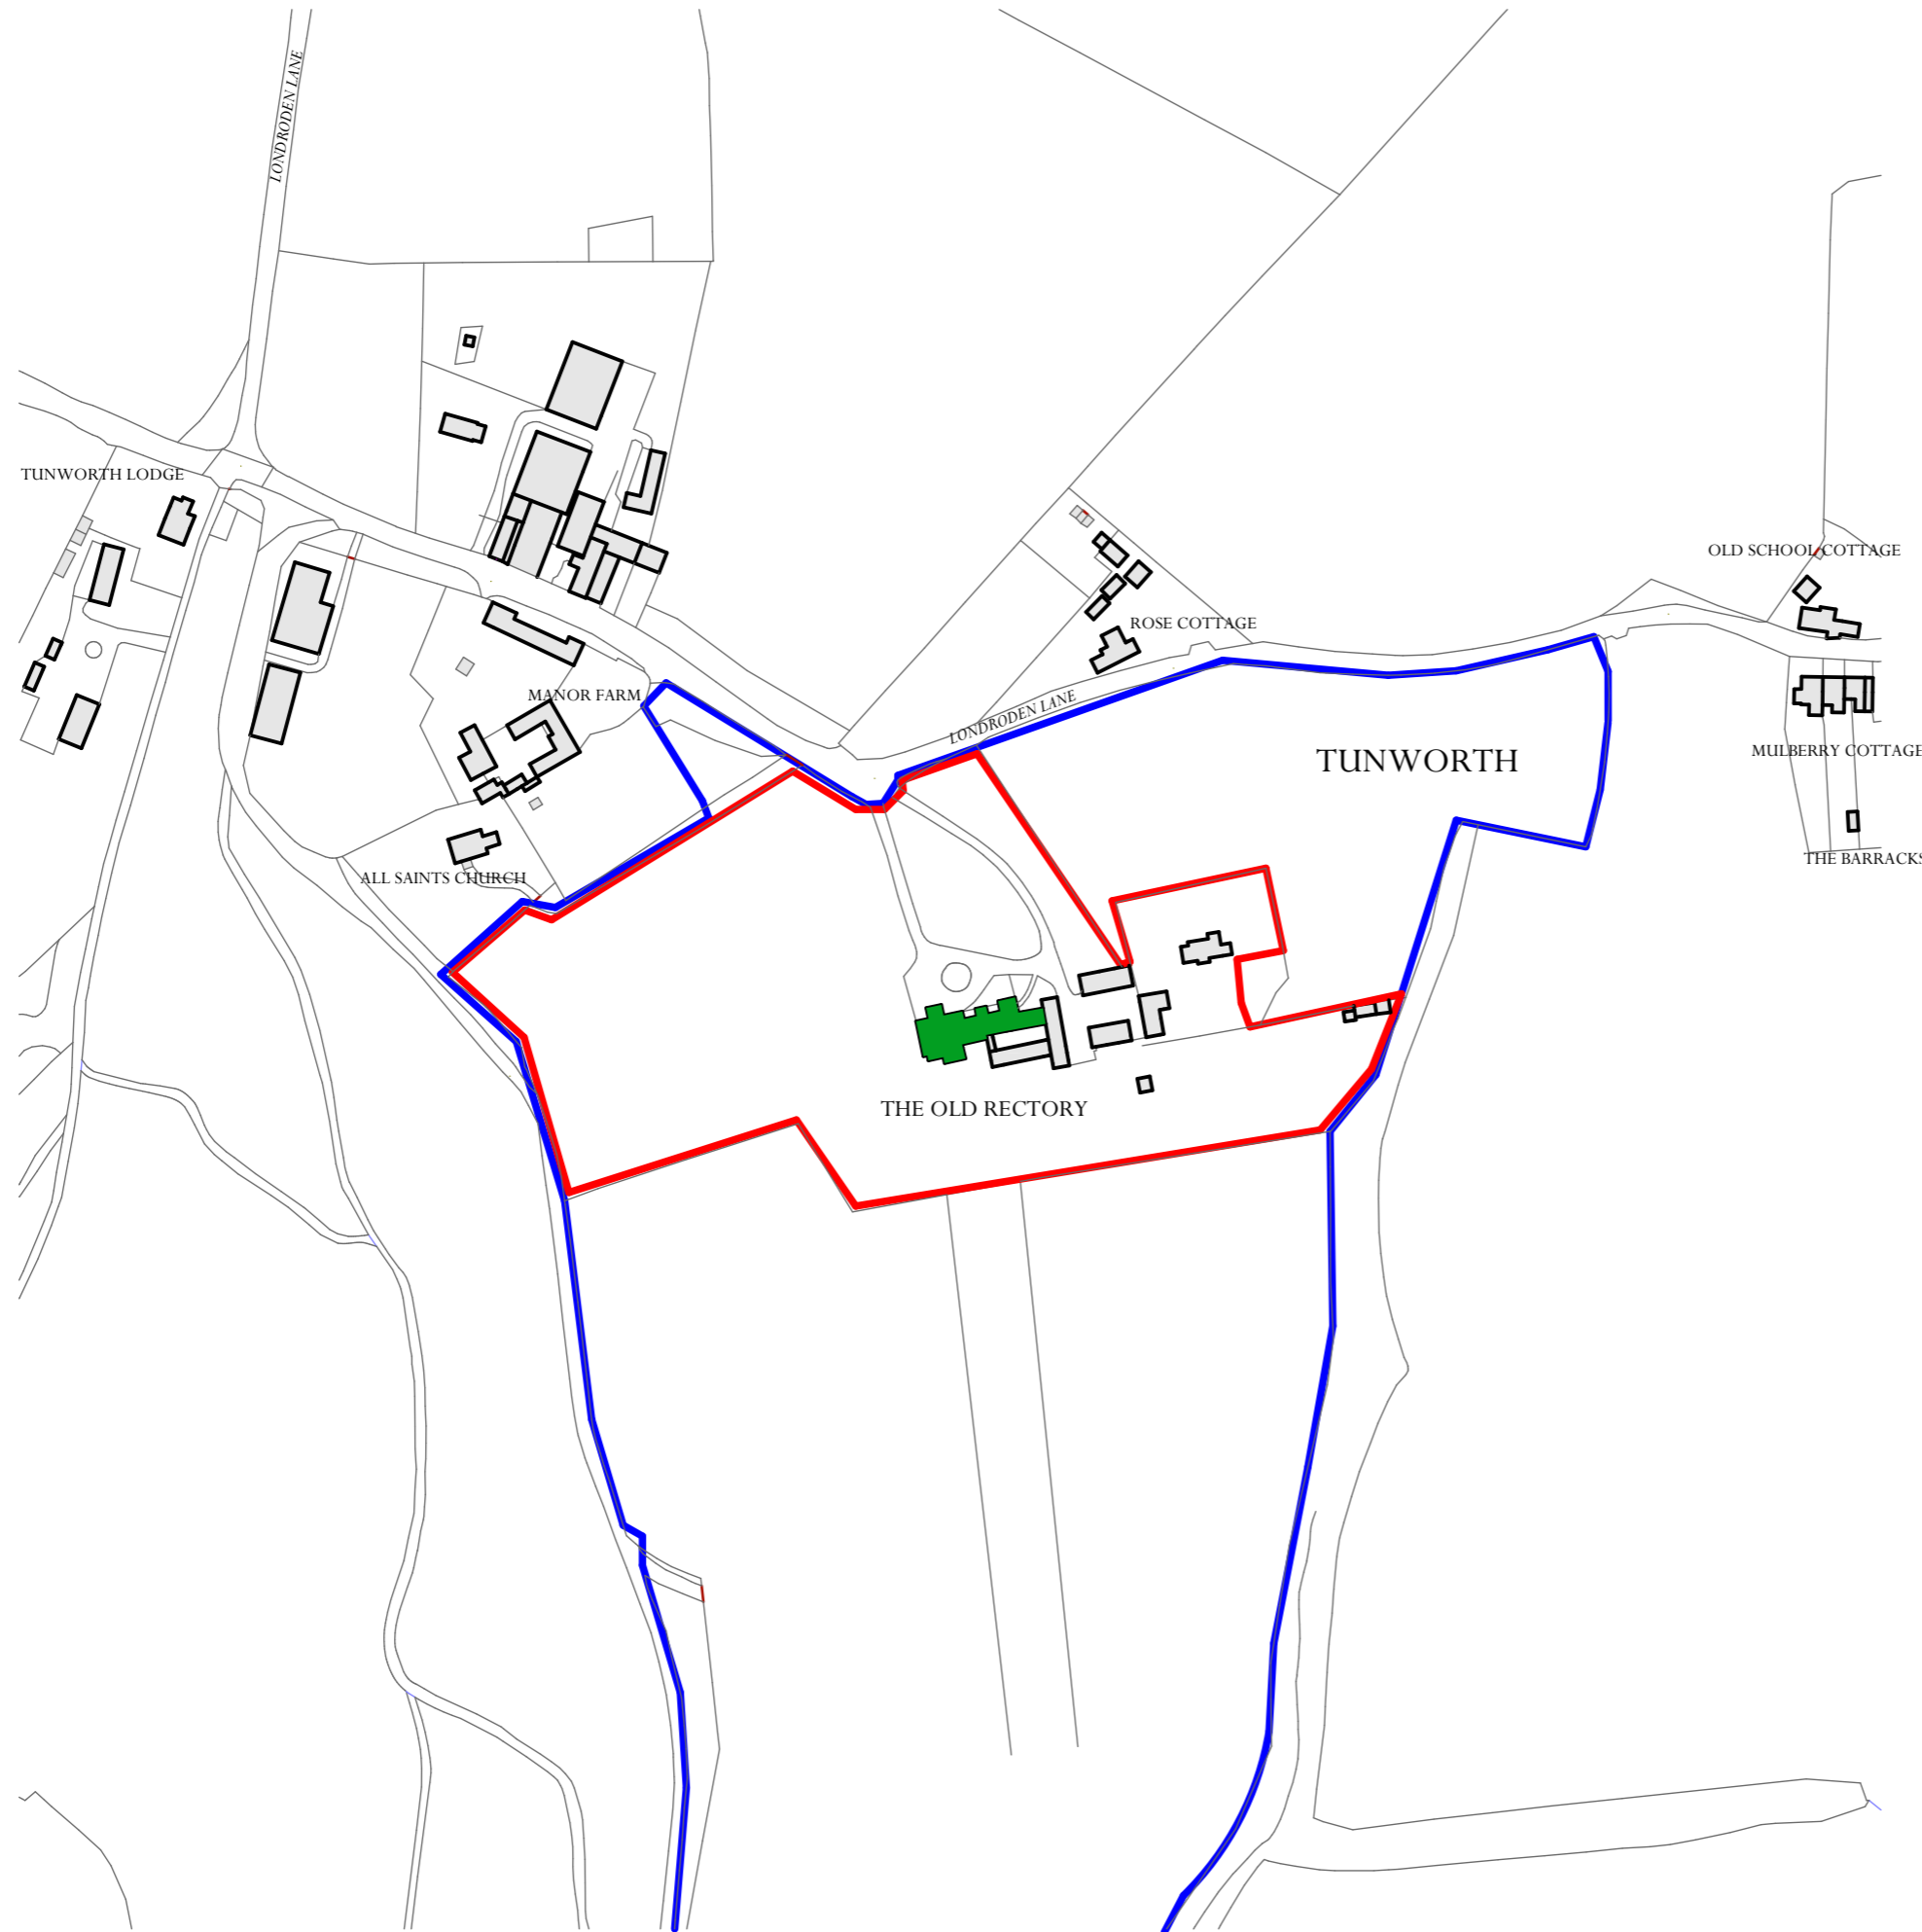 LONDRODEN LANE
TUNWORTH LODGE
OLD SCHOOL COTTAGE
ROSE COTTAGE
MANOR FARM
LONDRODEN LANE
TUNWORTH
MULBERRY COTTAGE
THE BARRACKS
ALL SAINTS CHURCH
THE OLD RECTORY